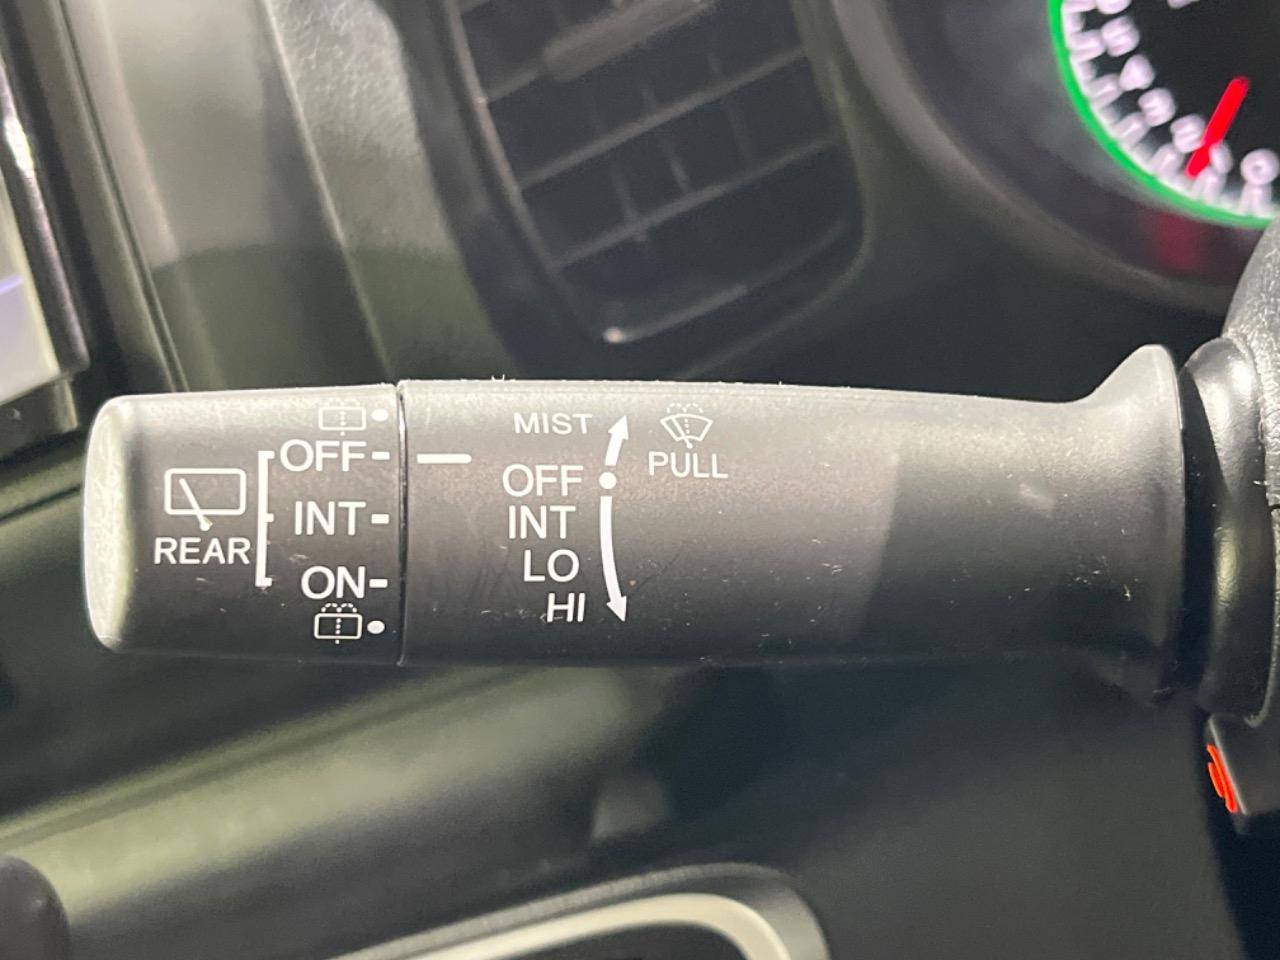 OFF
INT
ON
REAR
MIST
OFF
INT
LO
HI
PULL